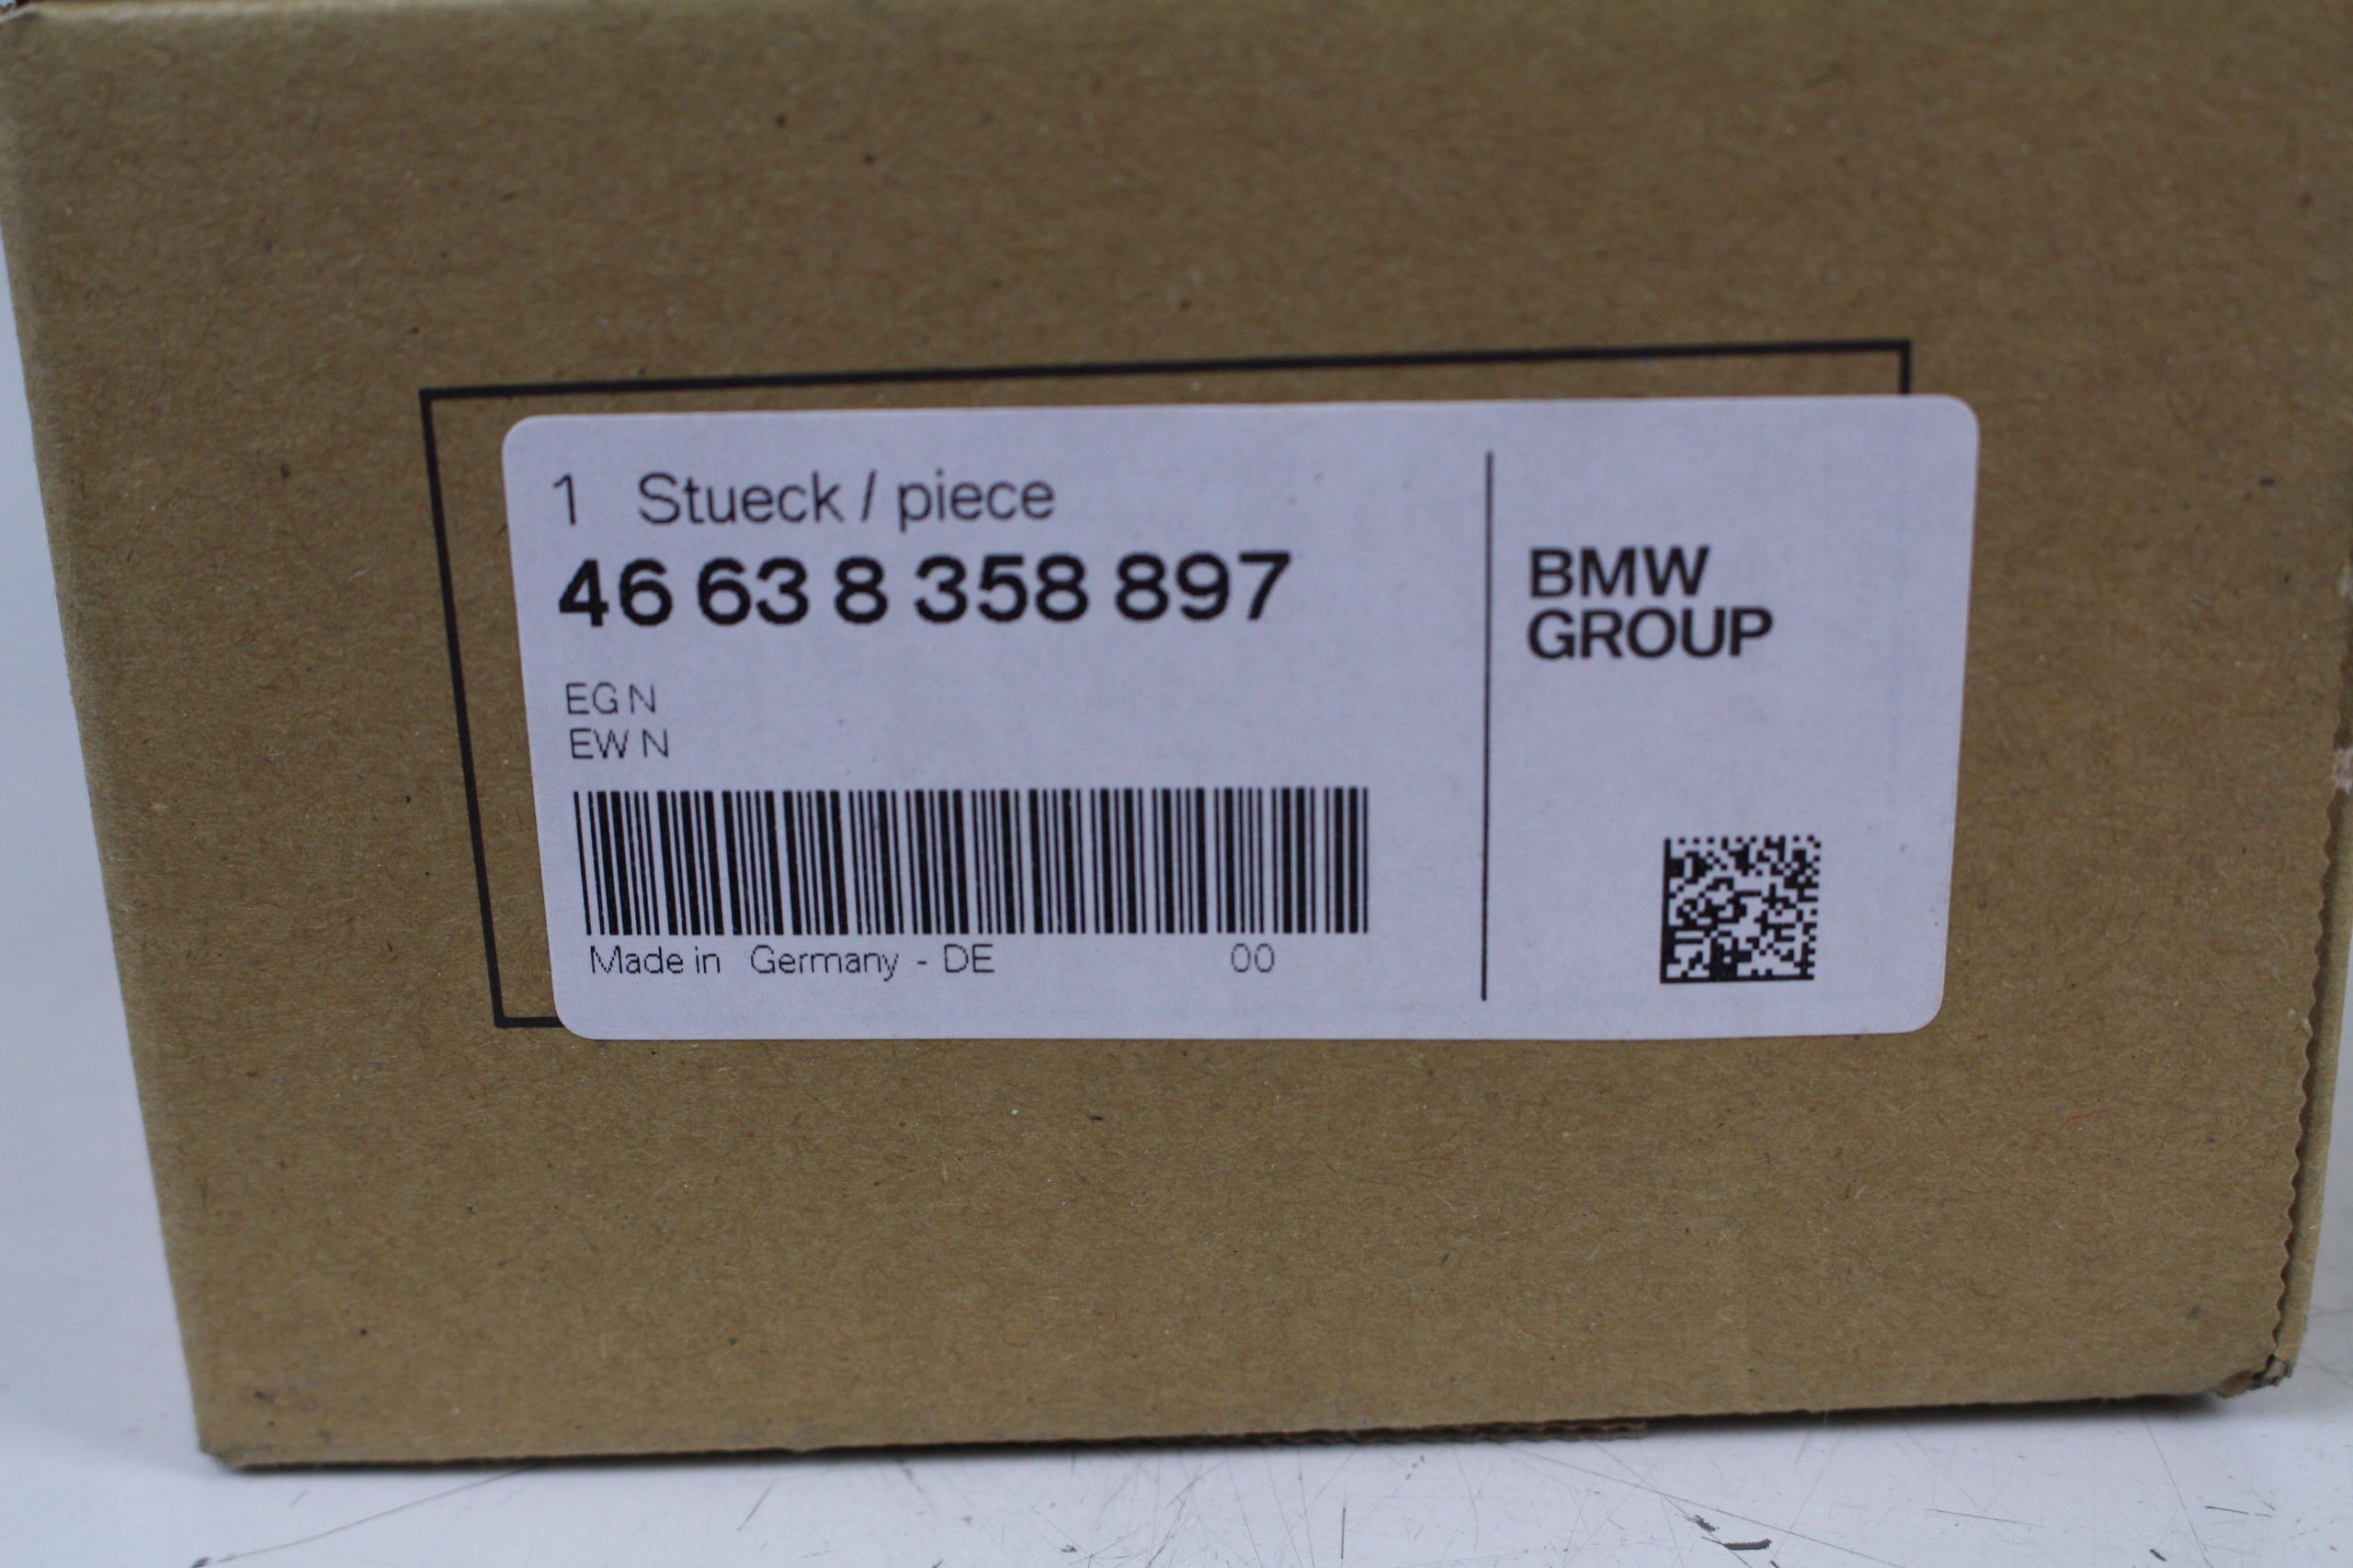 1 Stueck / piece
46 63 8 358 897
EG N
EW N
Made in Germany - DE 00
BMW
GROUP